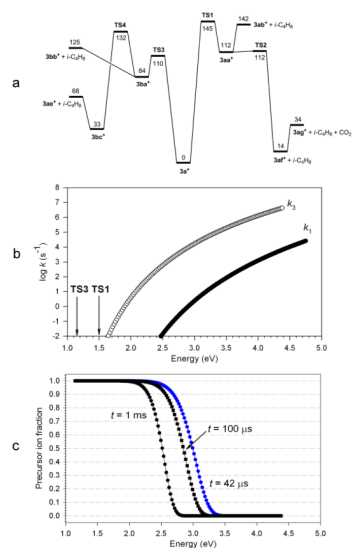 TS1
145
142 3ab⁺ + i-C₄H₈
TS4
132
125
3bb⁺ + i-C₄H₈
TS3
110
112
3aa⁺
TS2
112
84
3ba⁺
68
3ae⁺ + i-C₄H₈
33
3bc⁺
34
3ag⁺ + i-C₄H₈ + CO₂
14
3af⁺ + i-C₄H₈
0
3a⁺
a
8
7
6
5
4
3
2
1
0
-1
-2
log k (s⁻¹)
k₃
k₁
TS3 TS1
1.0 1.5 2.0 2.5 3.0 3.5 4.0 4.5 5.0
Energy (eV)
b
1.0
0.9
0.8
0.7
0.6
0.5
0.4
0.3
0.2
0.1
0.0
Precursor ion fraction
t = 1 ms
t = 100 µs
t = 42 µs
1.0 1.5 2.0 2.5 3.0 3.5 4.0 4.5 5.0
Energy (eV)
c